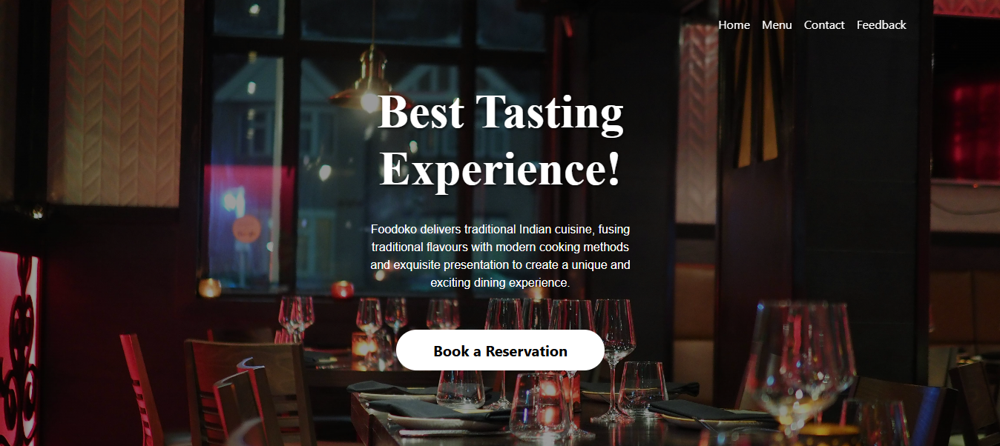 Home Menu Contact Feedback
Best Tasting
Experience!
Foodoko delivers traditional Indian cuisine, fusing
traditional flavours with modern cooking methods
and exquisite presentation to create a unique and
exciting dining experience.
Book a Reservation